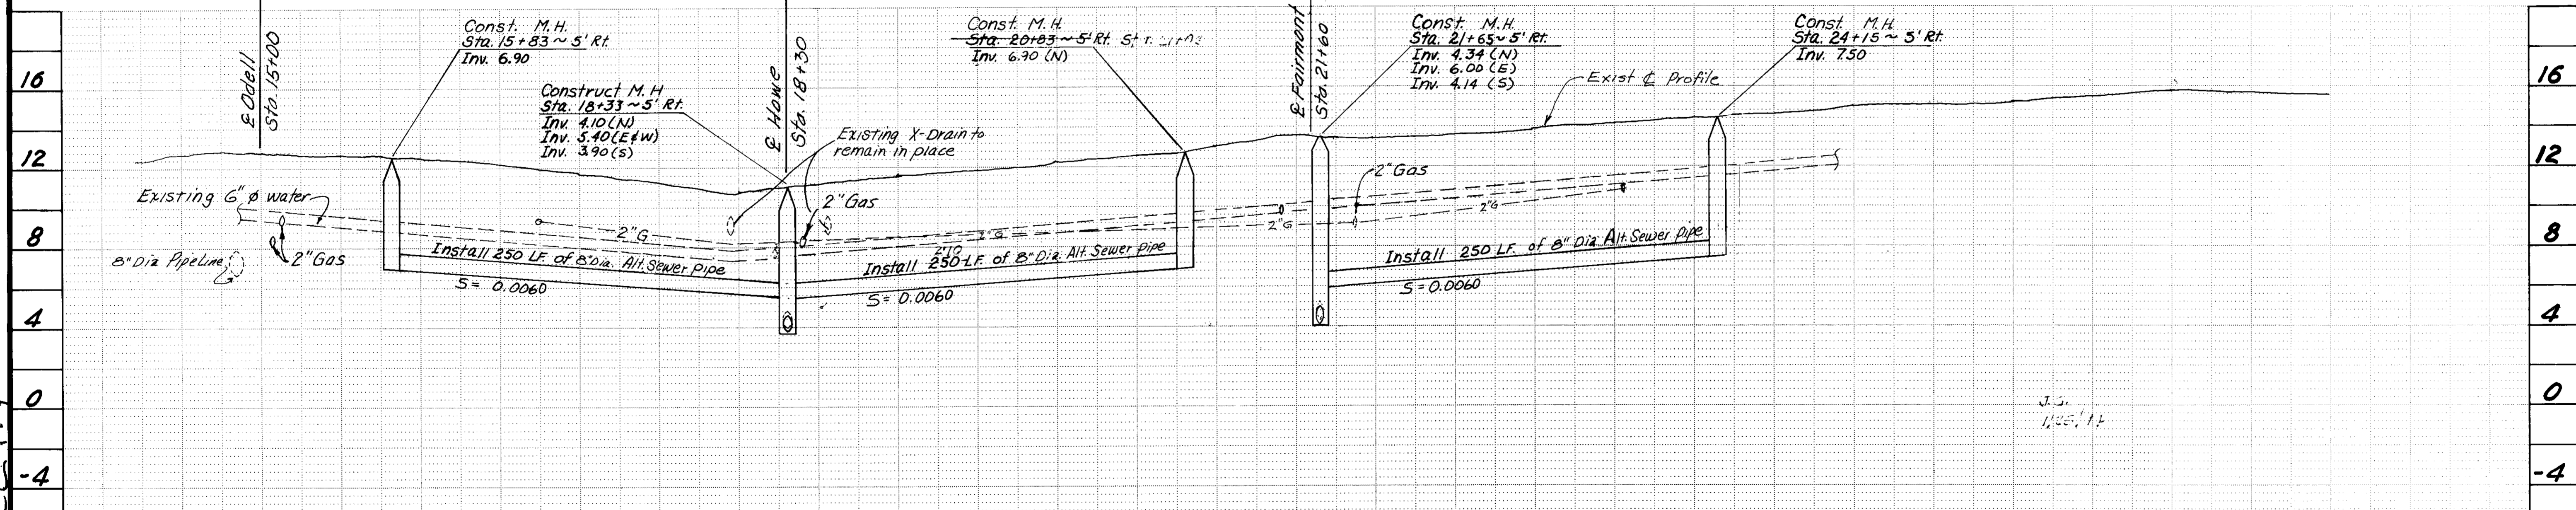 ℄ Odell
Sta. 15+00
Const. M.H.
Sta. 15+83 ~ 5' Rt.
Inv. 6.90
Construct M.H
Sta. 18+33 ~ 5' Rt.
Inv. 4.10 (N)
Inv. 5.40 (E&W)
Inv. 3.90 (S)
℄ Howe
Sta. 18+30
Existing X-Drain to
remain in place
Const. M.H.
Sta. 20+83 ~ 5' Rt.
Inv. 6.90 (N)
℄ Fairmont
Sta. 21+60
Const. M.H.
Sta. 21+65 ~ 5' Rt.
Inv. 4.34 (N)
Inv. 6.00 (E)
Inv. 4.14 (S)
Exist ℄ Profile
Const. M.H.
Sta. 24+15 ~ 5' Rt.
Inv. 7.50
16
12
8
4
0
-4
16
12
8
4
0
-4
Existing 6" ø water
8" Dia Pipeline
2" Gas
2"G
Install 250 LF. of 8" Dia. Alt. Sewer pipe
S= 0.0060
2" Gas
Install 250 LF. of 8" Dia. Alt. Sewer pipe
S= 0.0060
2"G
2" Gas
2"G
Install 250 LF. of 8" Dia. Alt. Sewer pipe
S= 0.0060